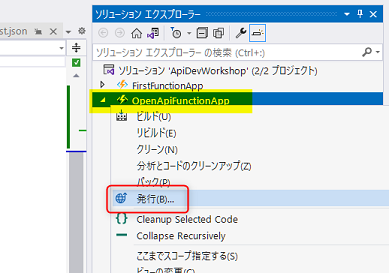 st.json
ソリューション エクスプローラー
ソリューション エクスプローラー の検索 (Ctrl+;)
ソリューション 'ApiDevWorkshop' (2/2 プロジェクト)
FirstFunctionApp
OpenApiFunctionApp
ビルド(U)
リビルド(E)
クリーン(N)
分析とコードのクリーンアップ(Z)
パック(P)
発行(B)...
Cleanup Selected Code
Collapse Recursively
ここまでスコープ指定する(S)
ビューの変更(C)